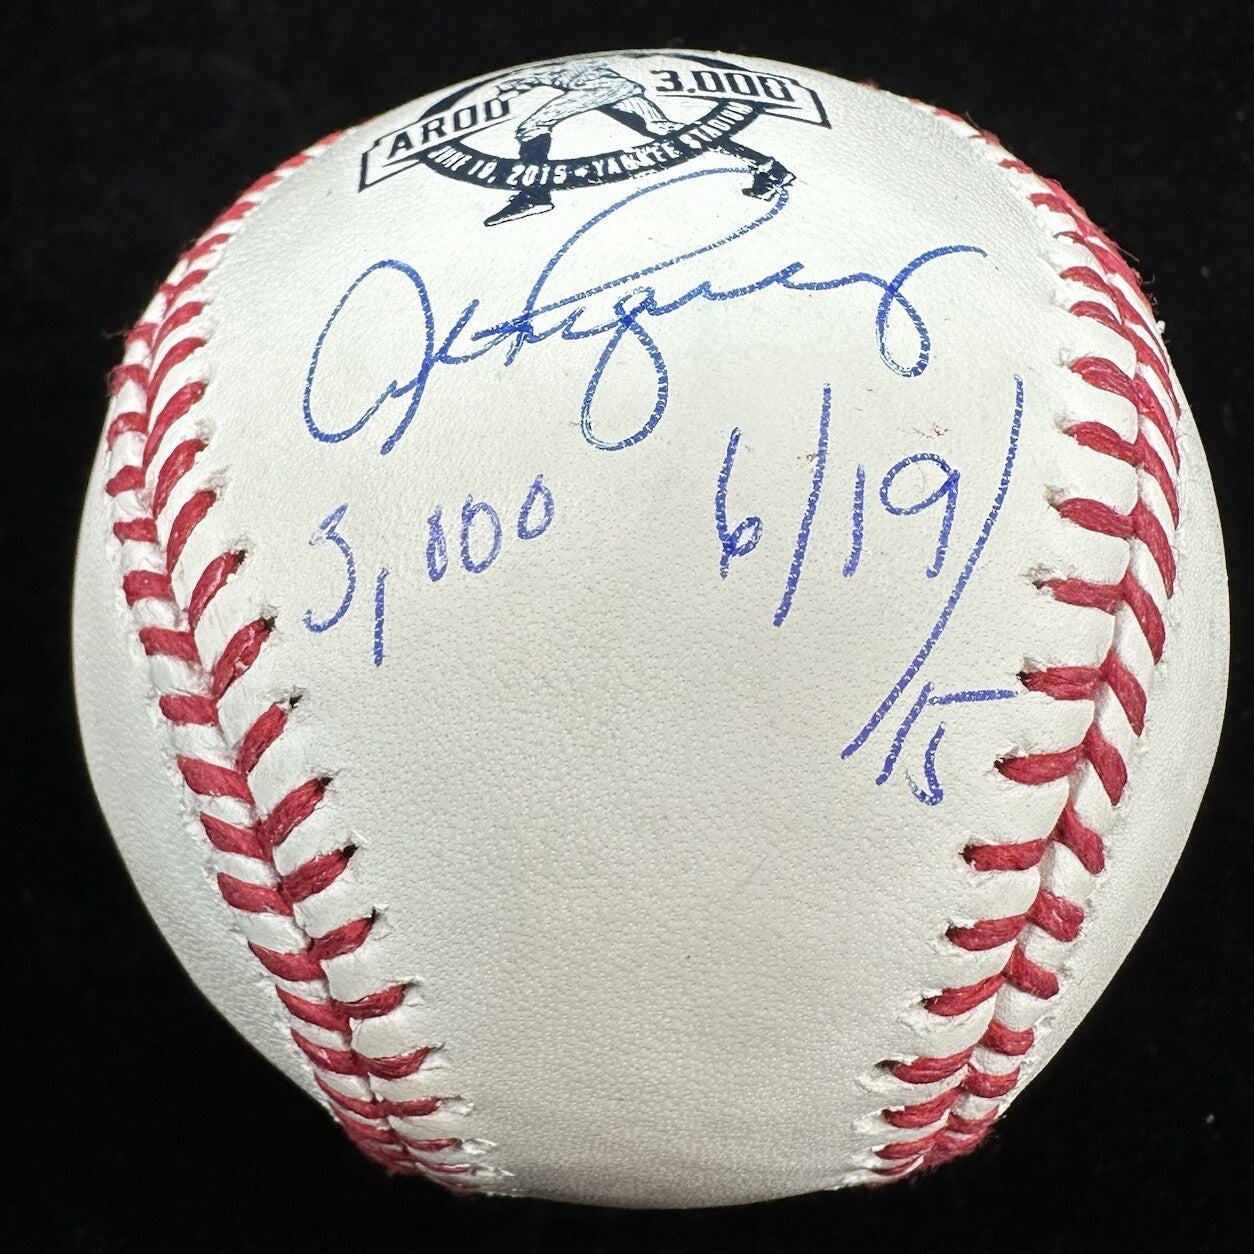 AROD 3,000
JUNE 19, 2015 • YANKEE STADIUM
3,000 6/19/15